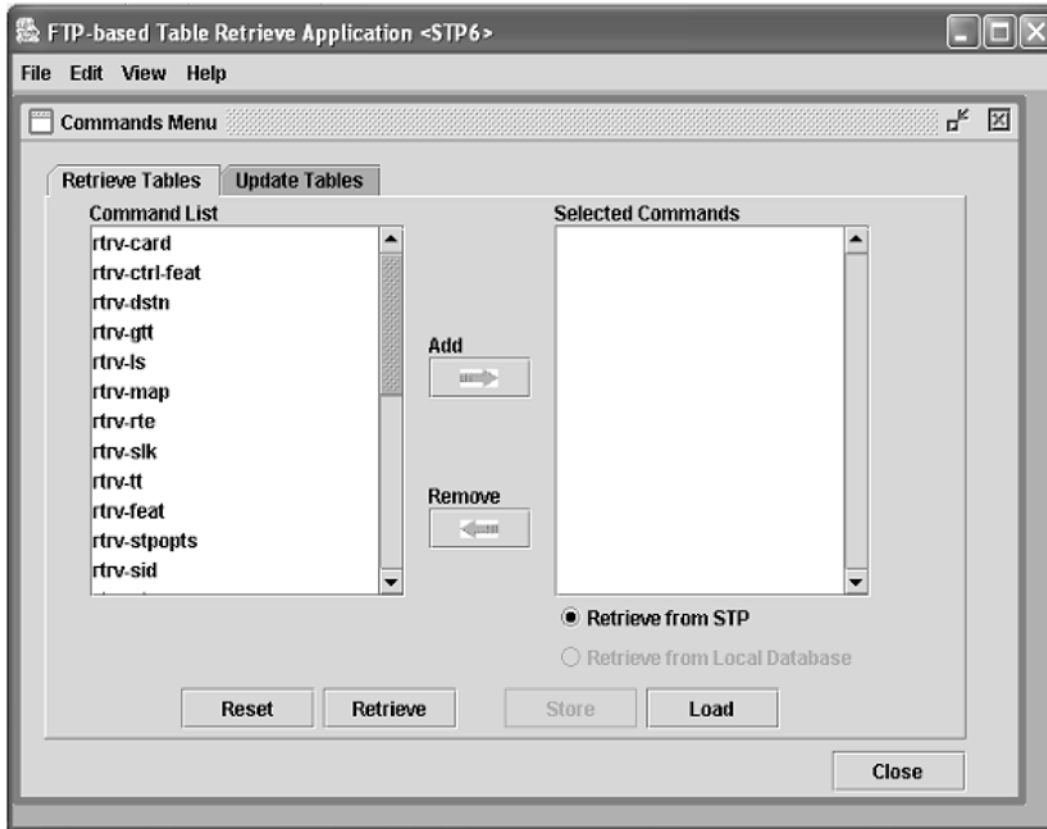 FTP-based Table Retrieve Application <STP6>
File Edit View Help
Commands Menu
Retrieve Tables Update Tables
Command List
rtrv-card
rtrv-ctrl-feat
rtrv-dstn
rtrv-gtt
rtrv-ls
rtrv-map
rtrv-rte
rtrv-slk
rtrv-tt
rtrv-feat
rtrv-stpopts
rtrv-sid
Add
Remove
Selected Commands
Retrieve from STP
Retrieve from Local Database
Reset Retrieve Store Load
Close